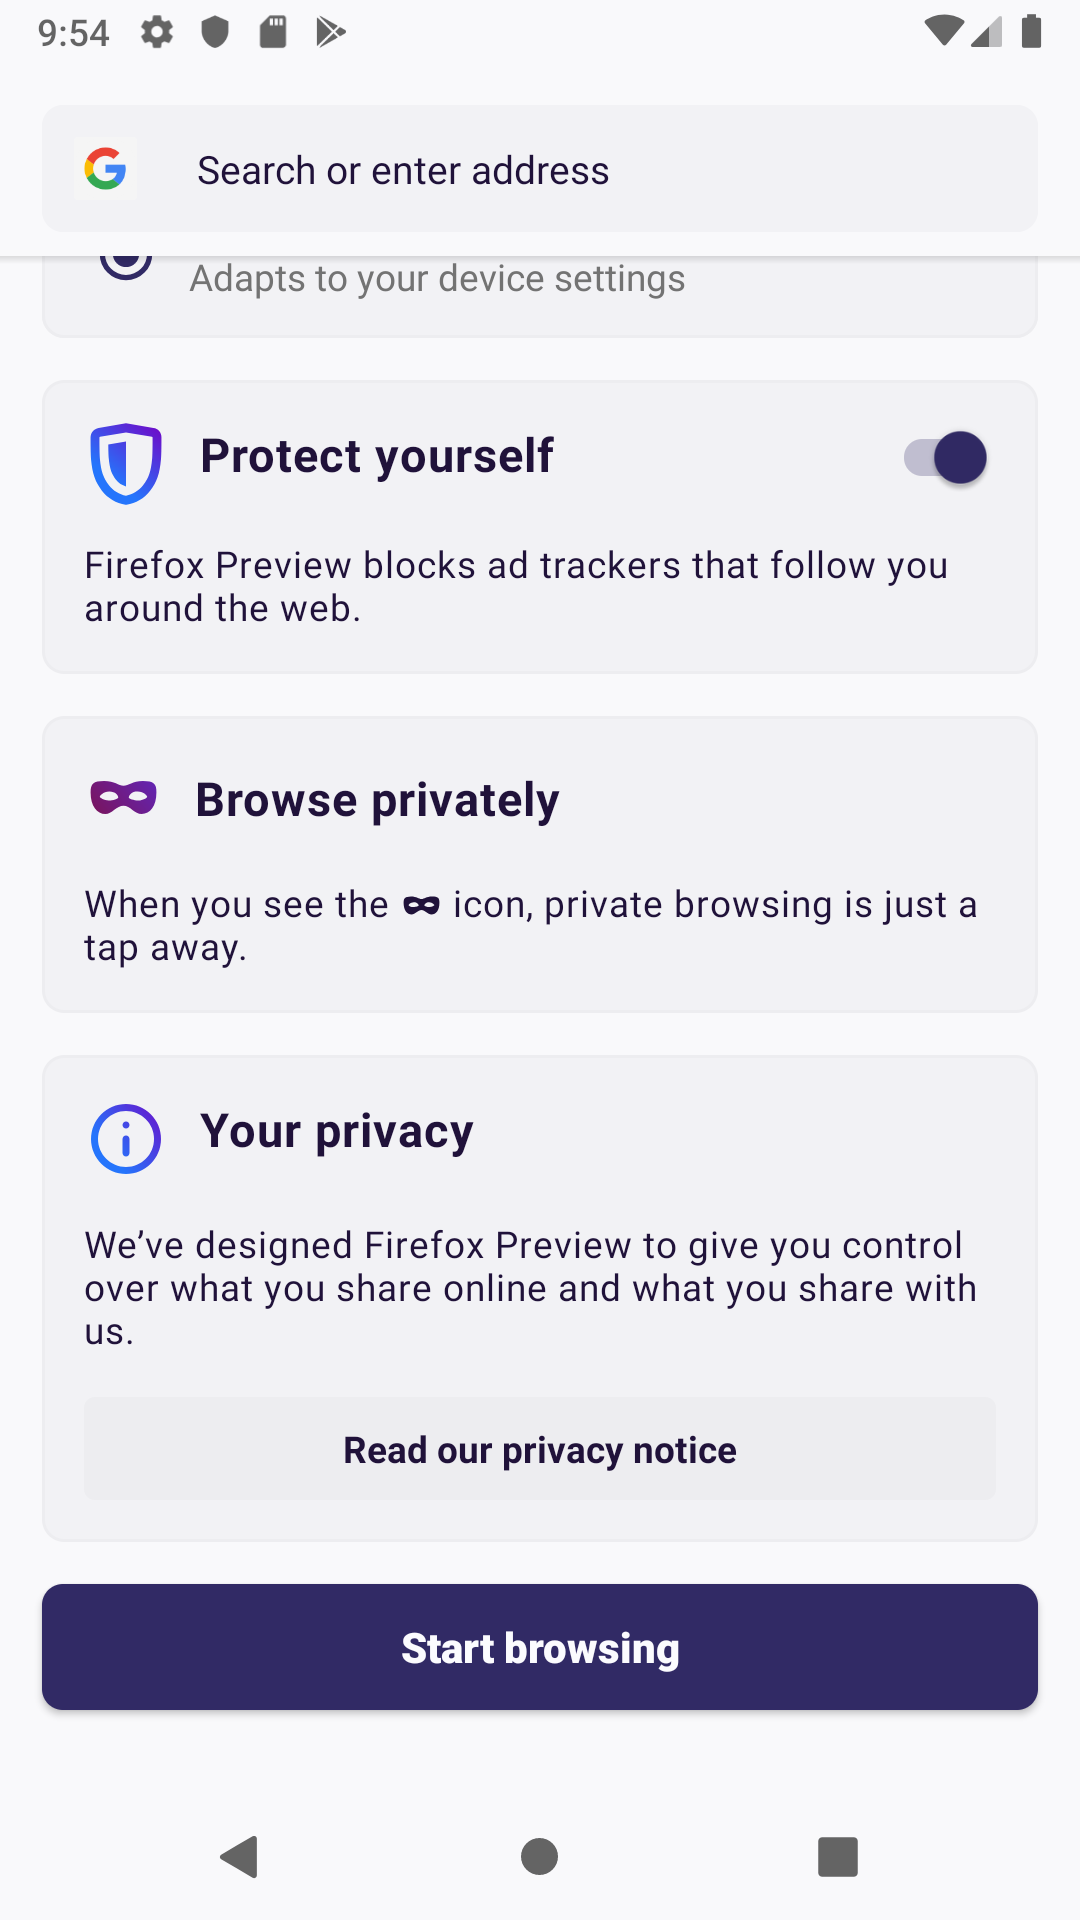 9:54
Search or enter address
Adapts to your device settings
Protect yourself
Firefox Preview blocks ad trackers that follow you
around the web.
Browse privately
When you see the icon, private browsing is just a
tap away.
Your privacy
We’ve designed Firefox Preview to give you control
over what you share online and what you share with
us.
Read our privacy notice
Start browsing